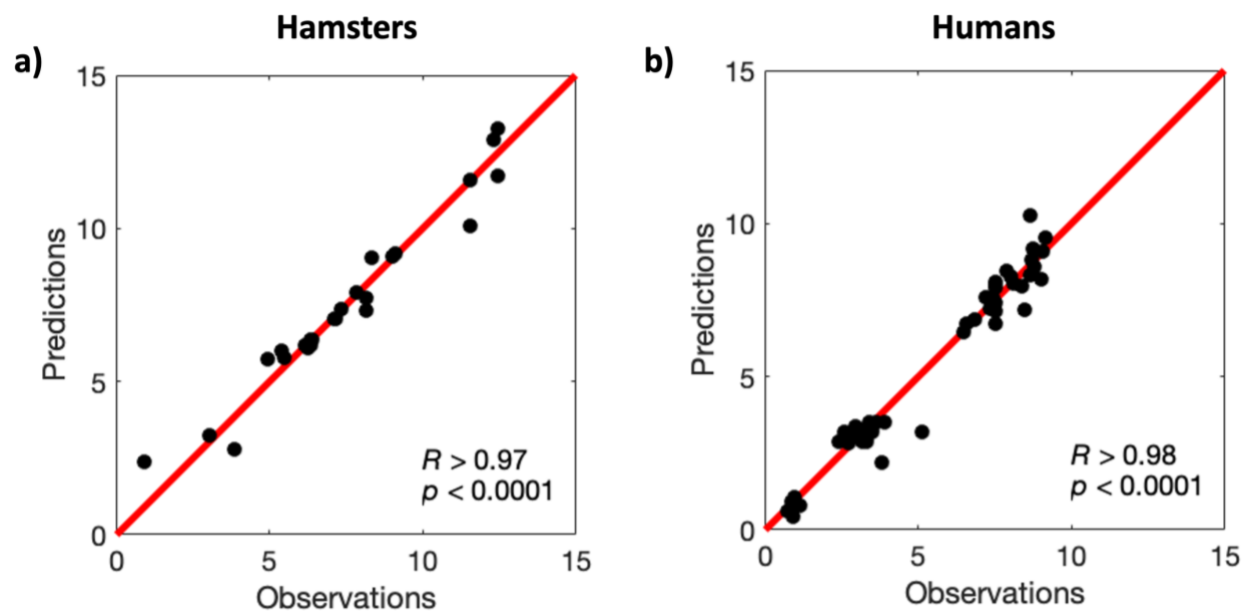 Hamsters
a)
15
10
5
0
0 5 10 15
Predictions
Observations
R > 0.97
p < 0.0001
Humans
b)
15
10
5
0
0 5 10 15
Predictions
Observations
R > 0.98
p < 0.0001